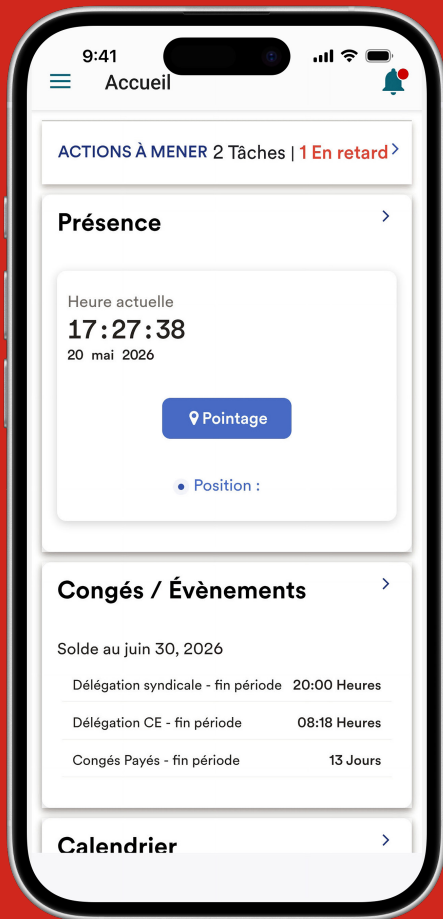 9:41
Accueil
ACTIONS À MENER 2 Tâches | 1 En retard
Présence
Heure actuelle
17:27:38
20 mai 2026
Pointage
Position :
Congés / Évènements
Solde au juin 30, 2026
Délégation syndicale - fin période 20:00 Heures
Délégation CE - fin période 08:18 Heures
Congés Payés - fin période 13 Jours
Calendrier